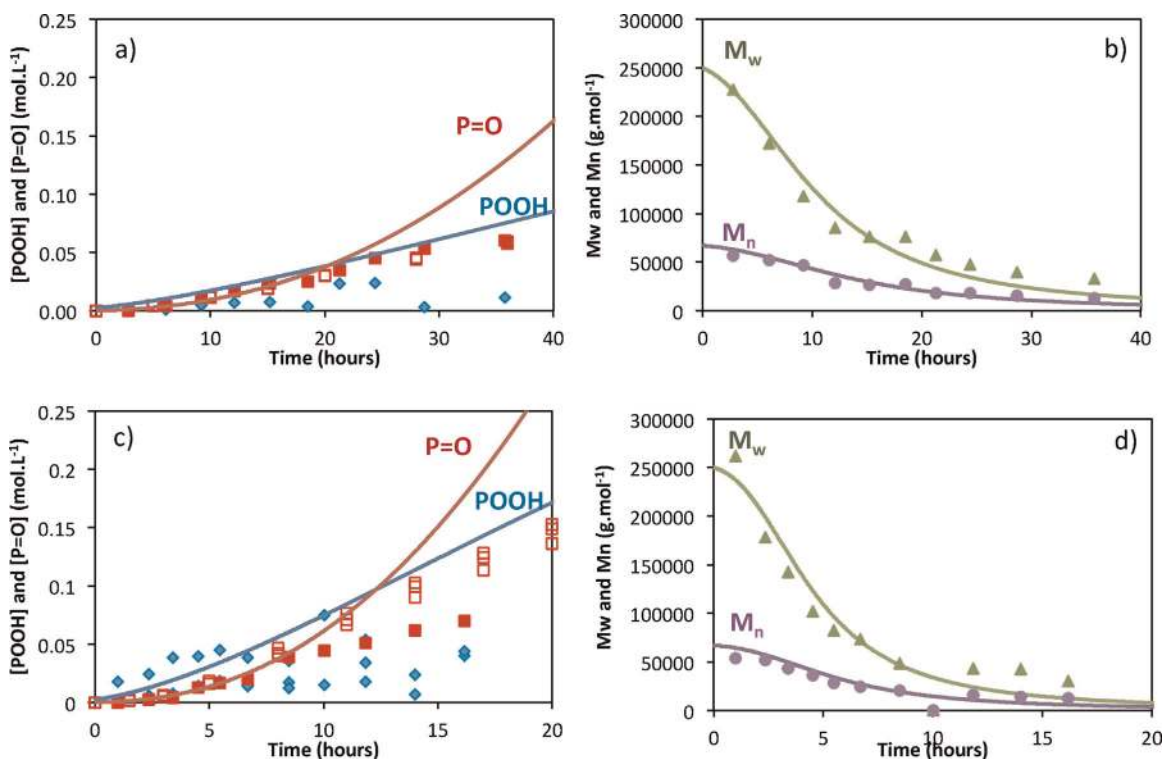 a)
[POOH] and [P=O] (mol.L-1)
0.25
0.20
0.15
0.10
0.05
0.00
P=O
POOH
0 10 20 30 40
Time (hours)
b)
Mw and Mn (g.mol-1)
300000
250000
200000
150000
100000
50000
0
Mw
Mn
0 10 20 30 40
Time (hours)
c)
[POOH] and [P=O] (mol.L-1)
0.25
0.2
0.15
0.1
0.05
0
P=O
POOH
0 5 10 15 20
Time (hours)
d)
Mw and Mn (g.mol-1)
300000
250000
200000
150000
100000
50000
0
Mw
Mn
0 5 10 15 20
Time (hours)